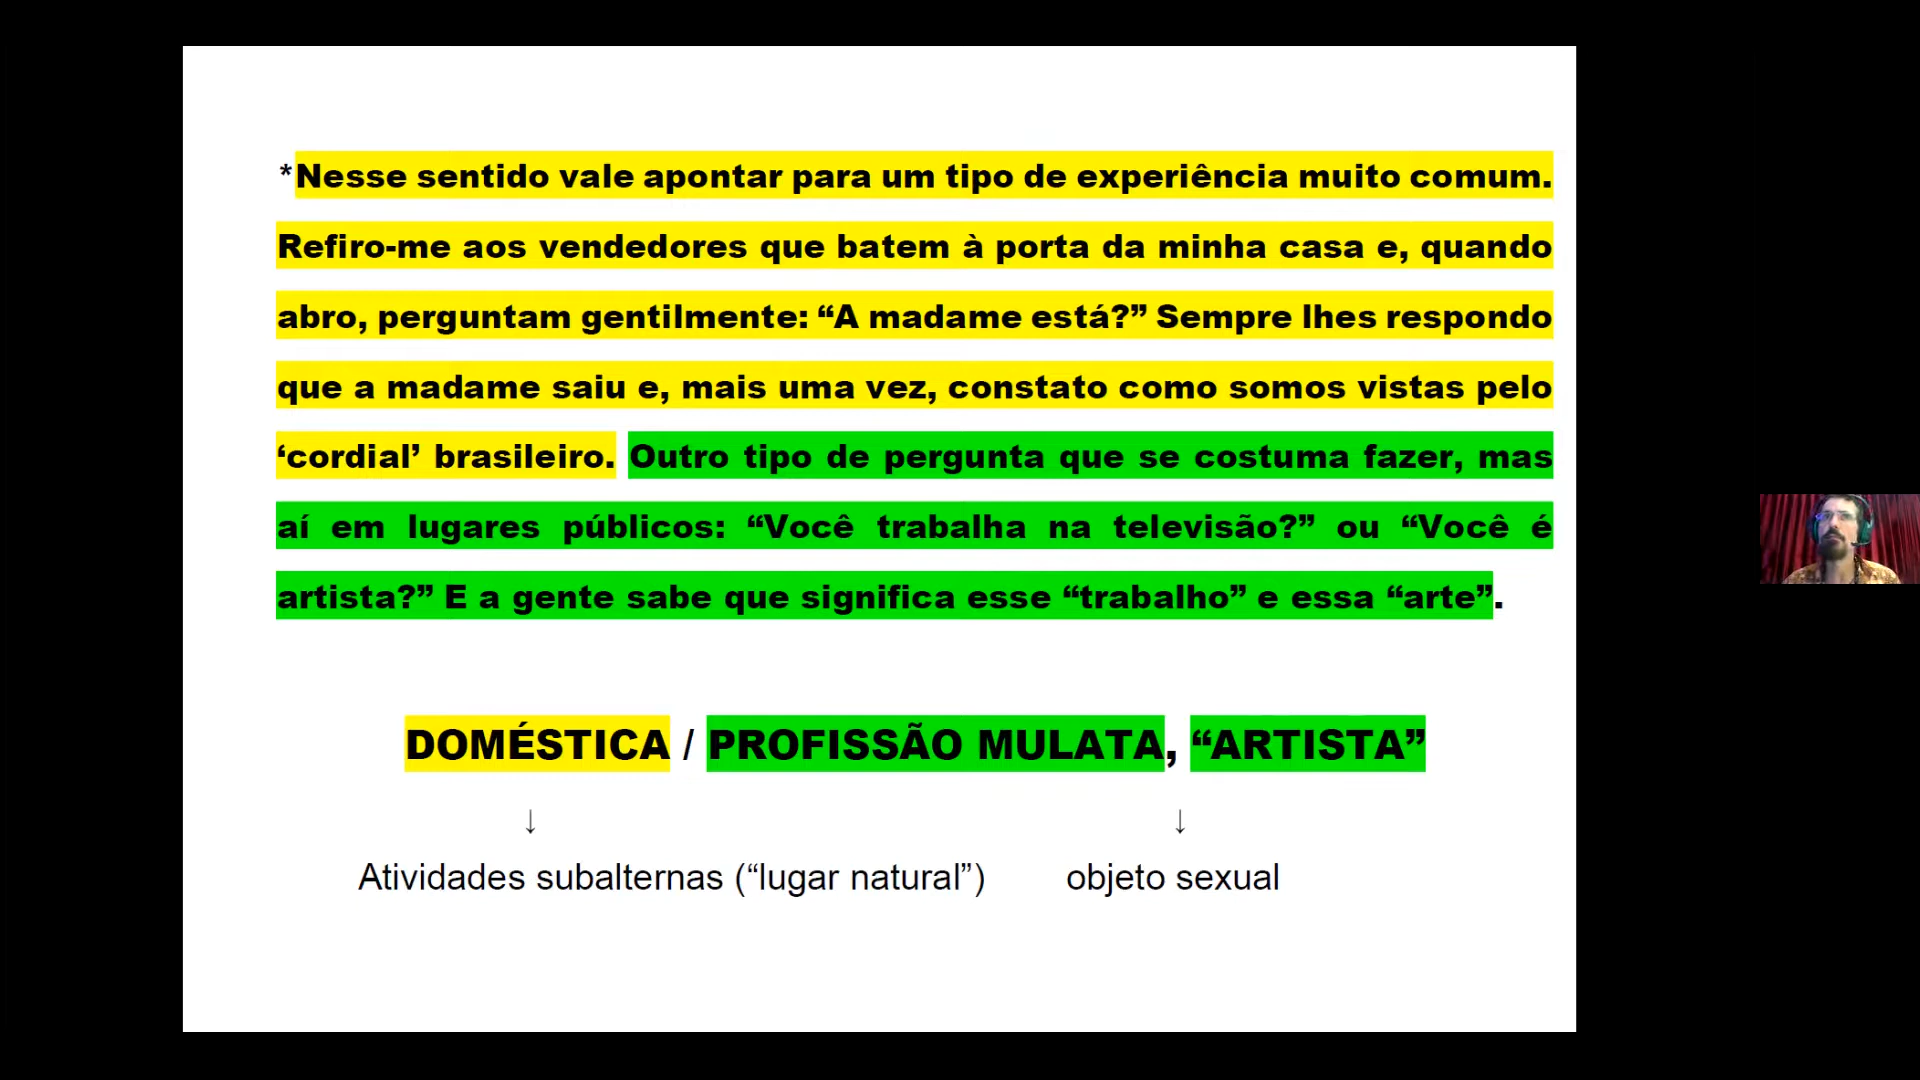 *Nesse sentido vale apontar para um tipo de experiência muito comum.
Refiro-me aos vendedores que batem à porta da minha casa e, quando
abro, perguntam gentilmente: “A madame está?” Sempre lhes respondo
que a madame saiu e, mais uma vez, constato como somos vistas pelo
‘cordial’ brasileiro. Outro tipo de pergunta que se costuma fazer, mas
aí em lugares públicos: “Você trabalha na televisão?” ou “Você é
artista?” E a gente sabe que significa esse “trabalho” e essa “arte”.
DOMÉSTICA / PROFISSÃO MULATA, “ARTISTA”
↓ ↓
Atividades subalternas (“lugar natural”) objeto sexual